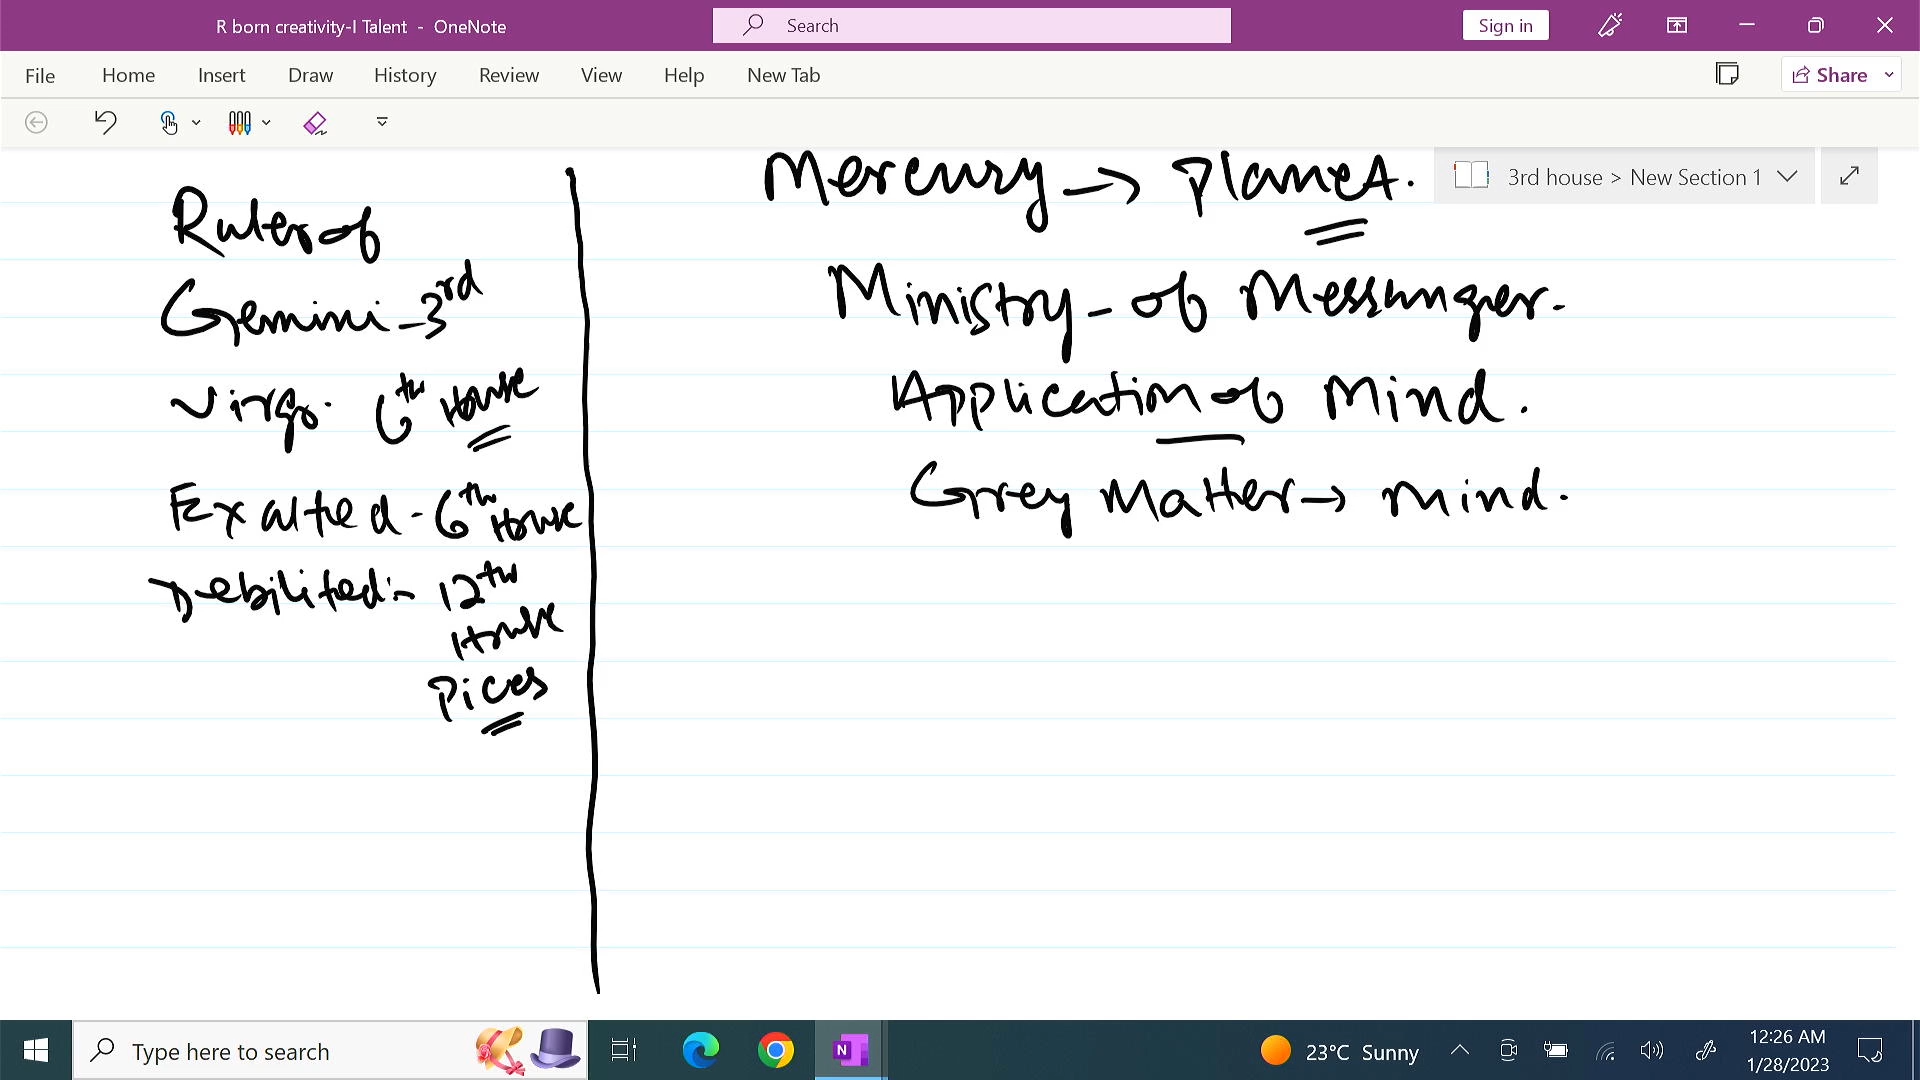 R born creativity-I Talent - OneNote
Search
Sign in
File Home Insert Draw History Review View Help New Tab
Share
3rd house > New Section 1
Ruler of
Gemini - 3rd
Virgo. 6th House
Exalted - 6th House
Debilited:- 12th
House
Pices
Mercury → Planet.
Ministry - of Messunger.
Application of Mind.
Grey Matter → Mind.
Type here to search
23°C Sunny
12:26 AM
1/28/2023